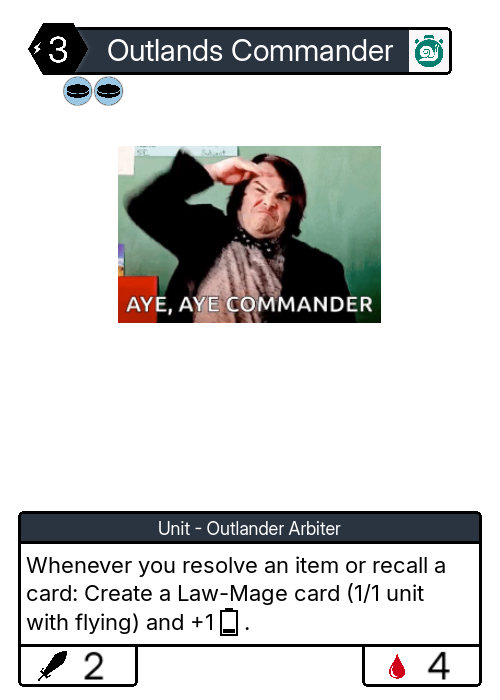 3 Outlands Commander
AYE, AYE COMMANDER
Unit - Outlander Arbiter
Whenever you resolve an item or recall a
card: Create a Law-Mage card (1/1 unit
with flying) and +1 .
2
4